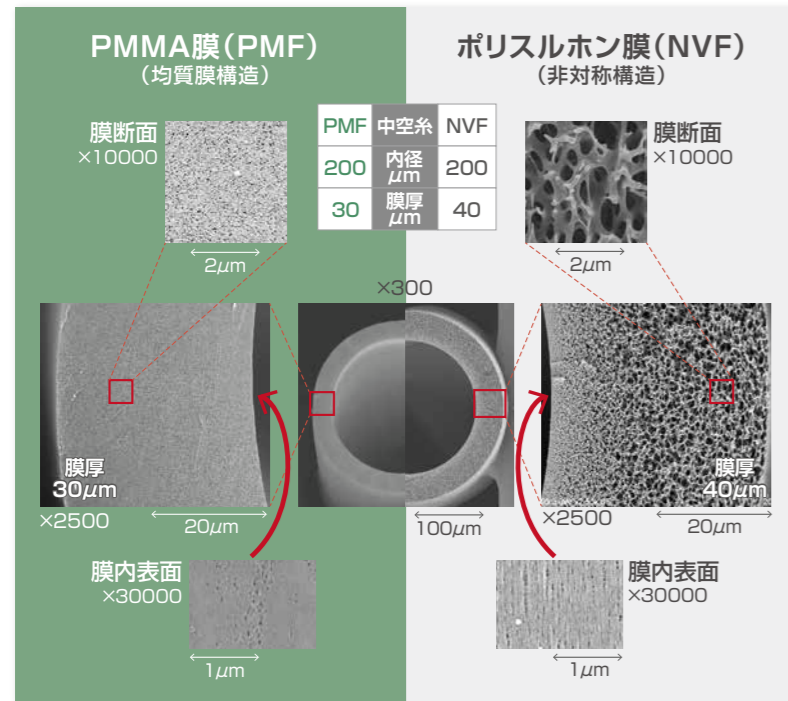 PMMA膜（PMF）
（均質膜構造）
ポリスルホン膜（NVF）
（非対称構造）
膜断面
×10000
2μm
PMF 中空糸 NVF
200 内径 μm 200
30 膜厚 μm 40
膜断面
×10000
2μm
×300
膜厚
30μm
×2500
20μm
100μm
膜厚
40μm
×2500
20μm
膜内表面
×30000
1μm
膜内表面
×30000
1μm